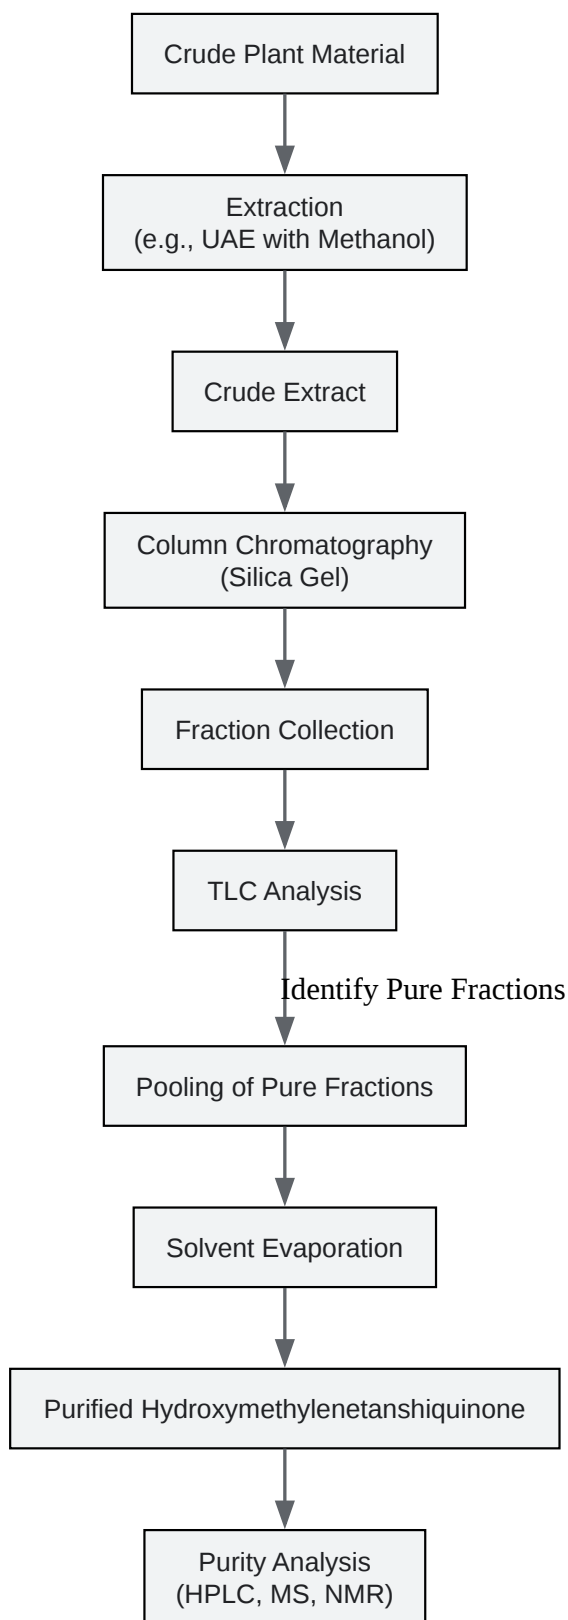 Crude Plant Material
Extraction
(e.g., UAE with Methanol)
Crude Extract
Column Chromatography
(Silica Gel)
Fraction Collection
TLC Analysis
Identify Pure Fractions
Pooling of Pure Fractions
Solvent Evaporation
Purified Hydroxymethylenetanshiquinone
Purity Analysis
(HPLC, MS, NMR)